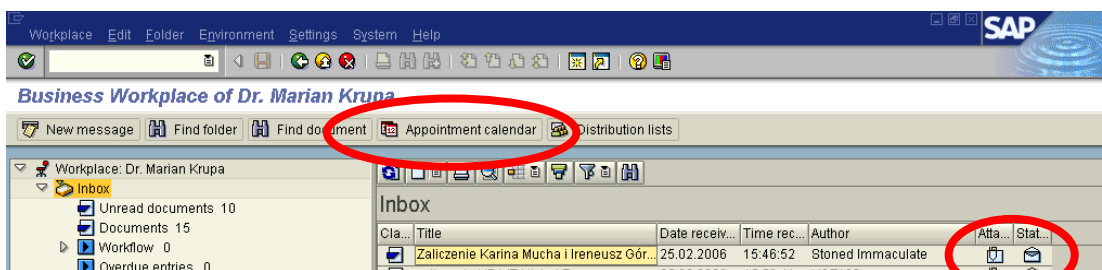 Workplace Edit Folder Environment Settings System Help
SAP
Business Workplace of Dr. Marian Krupa
New message Find folder Find document Appointment calendar Distribution lists
Workplace: Dr. Marian Krupa
Inbox
Unread documents 10
Documents 15
Workflow 0
Overdue entries 0
Inbox
Cla... Title Date receiv... Time rec... Author Atta... Stat...
Zaliczenie Karina Mucha i Ireneusz Gór... 25.02.2006 15:46:52 Stoned Immaculate